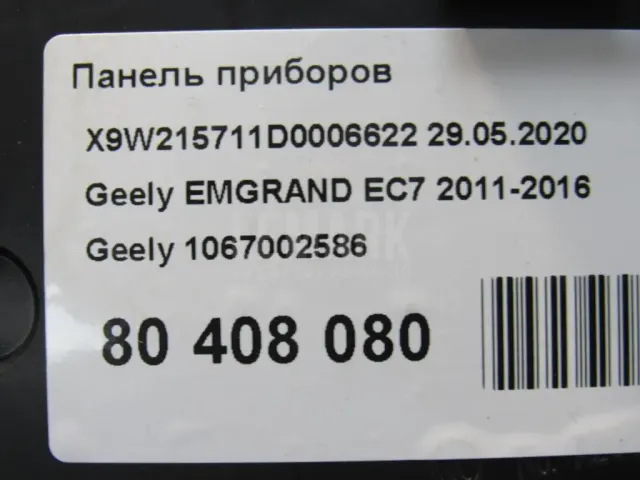 Панель приборов
X9W215711D0006622 29.05.2020
Geely EMGRAND EC7 2011-2016
Geely 1067002586
80 408 080